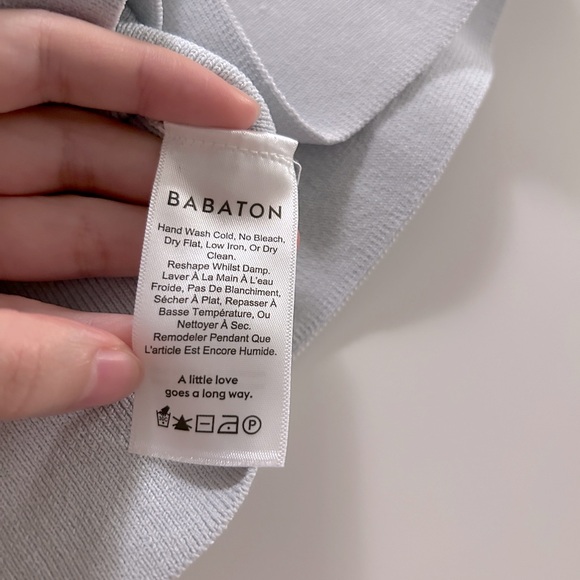 BABATON
Hand Wash Cold, No Bleach,
Dry Flat, Low Iron, Or Dry
Clean.
Reshape Whilst Damp.
Laver À La Main À L'eau
Froide, Pas De Blanchiment,
Sécher À Plat, Repasser À
Basse Température, Ou
Nettoyer À Sec.
Remodeler Pendant Que
L'article Est Encore Humide.
A little love
goes a long way.
P